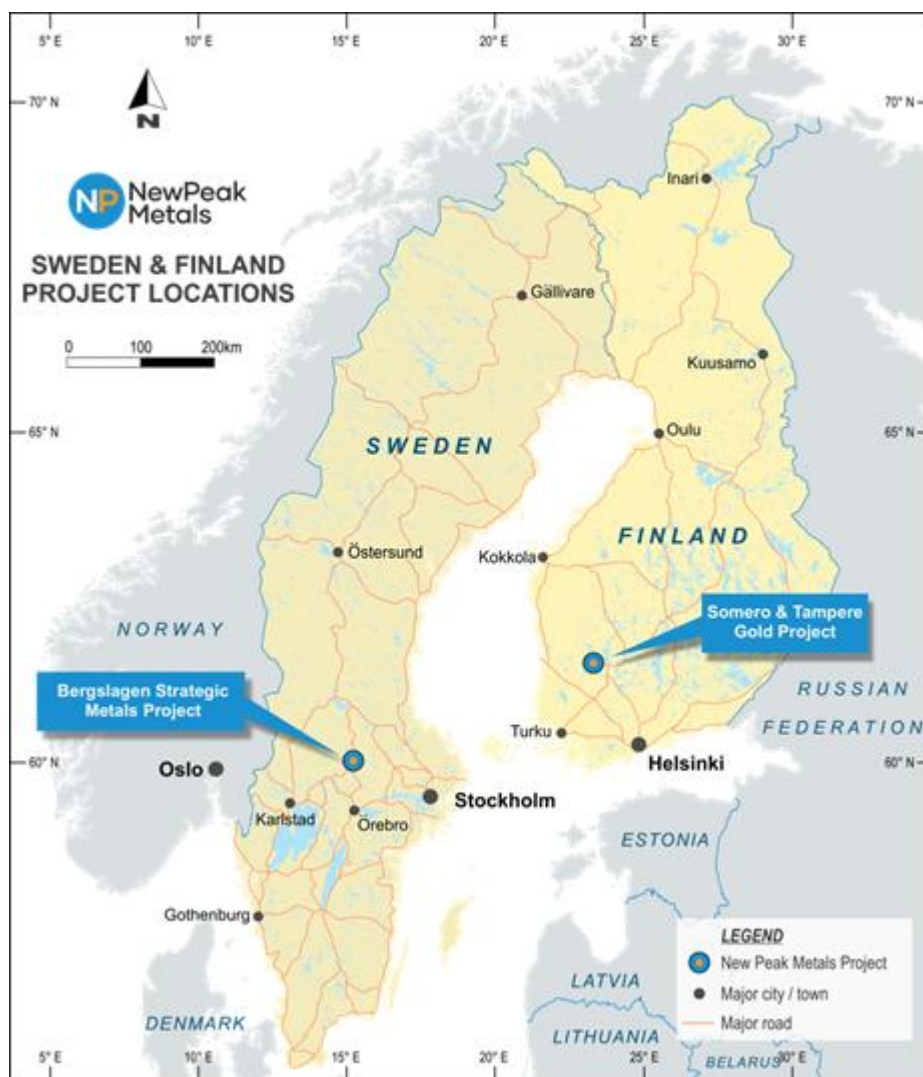 5° E 10° E 15° E 20° E 25° E 30° E
70° N 70° N
N
NP NewPeak
Metals
SWEDEN & FINLAND
PROJECT LOCATIONS
0 100 200km
Inari
Gällivare
Kuusamo
65° N 65° N
Oulu
SWEDEN
FINLAND
Kokkola
Östersund
NORWAY
Somero & Tampere
Gold Project
Bergslagen Strategic
Metals Project
RUSSIAN
FEDERATION
Turku
Helsinki
60° N 60° N
Oslo
Stockholm
Karlstad
Örebro
ESTONIA
Gothenburg
LEGEND
New Peak Metals Project
Major city / town
Major road
LATVIA
DENMARK
LITHUANIA
BELARUS
5° E 10° E 15° E 20° E 25° E 30° E